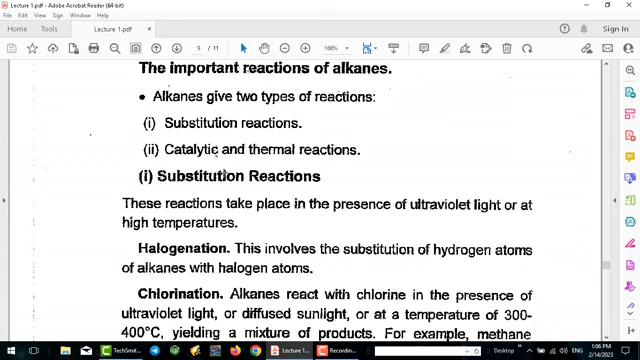 Lecture 1.pdf - Adobe Acrobat Reader (64-bit)
File Edit View Sign Window Help
Home Tools Lecture 1.pdf × Sign In
9 / 11 166%
The important reactions of alkanes.
• Alkanes give two types of reactions:
(i) Substitution reactions.
(ii) Catalytic and thermal reactions.
(i) Substitution Reactions
These reactions take place in the presence of ultraviolet light or at
high temperatures.
Halogenation. This involves the substitution of hydrogen atoms
of alkanes with halogen atoms.
Chlorination. Alkanes react with chlorine in the presence of
ultraviolet light, or diffused sunlight, or at a temperature of 300-
400°C, yielding a mixture of products. For example, methane
TechSmit... Lecture 1.pdf... Recording... Desktop ENG 1:06 PM
2/14/2023